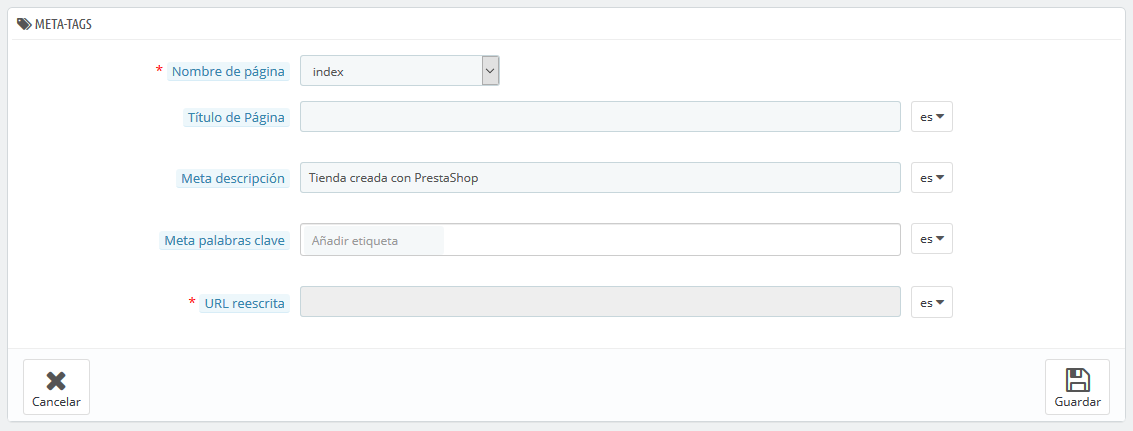 META-TAGS
* Nombre de página index
Título de Página es
Meta descripción Tienda creada con PrestaShop es
Meta palabras clave Añadir etiqueta es
* URL reescrita es
Cancelar Guardar